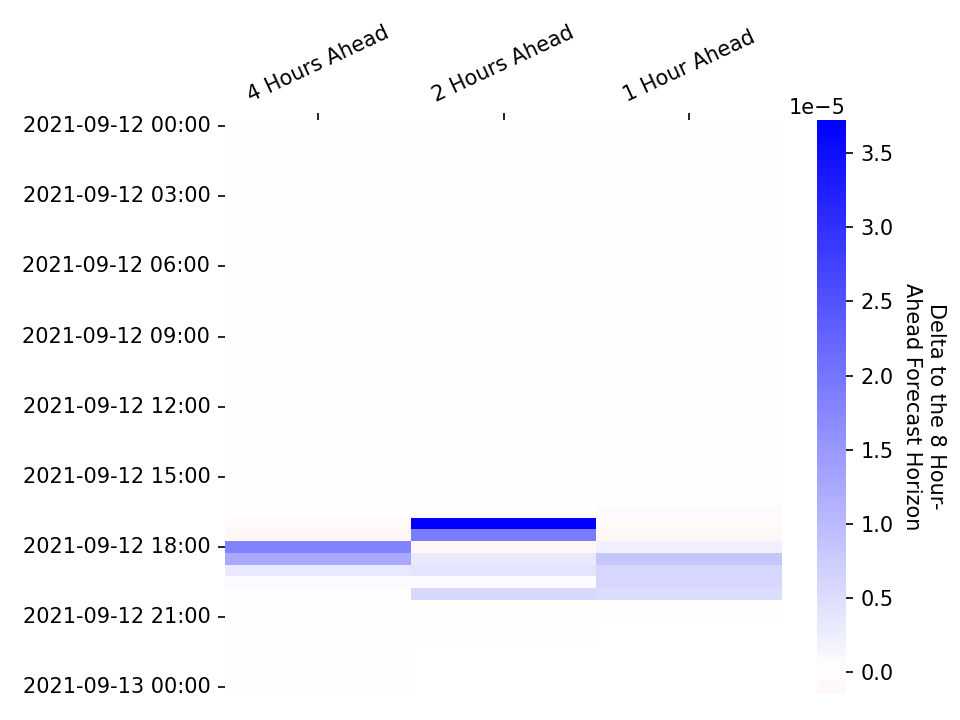 4 Hours Ahead
2 Hours Ahead
1 Hour Ahead
2021-09-12 00:00
2021-09-12 03:00
2021-09-12 06:00
2021-09-12 09:00
2021-09-12 12:00
2021-09-12 15:00
2021-09-12 18:00
2021-09-12 21:00
2021-09-13 00:00
1e−5
3.5
3.0
2.5
2.0
1.5
1.0
0.5
0.0
Delta to the 8 Hour-
Ahead Forecast Horizon